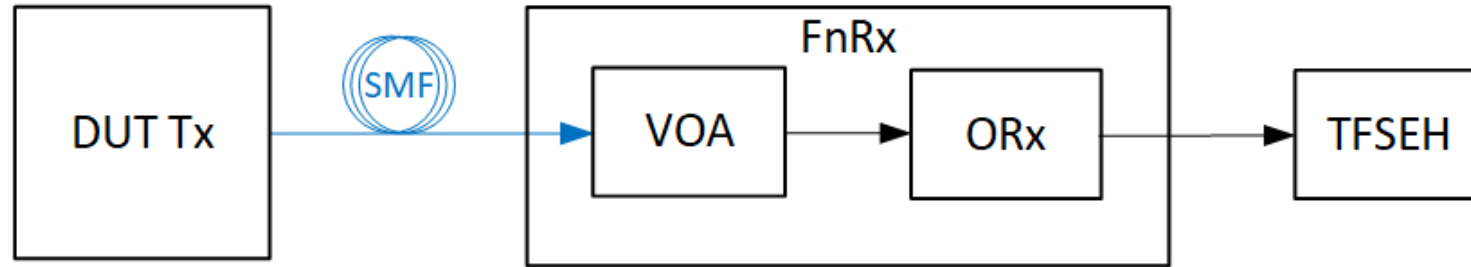 FnRx
DUT Tx
SMF
VOA
ORx
TFSEH